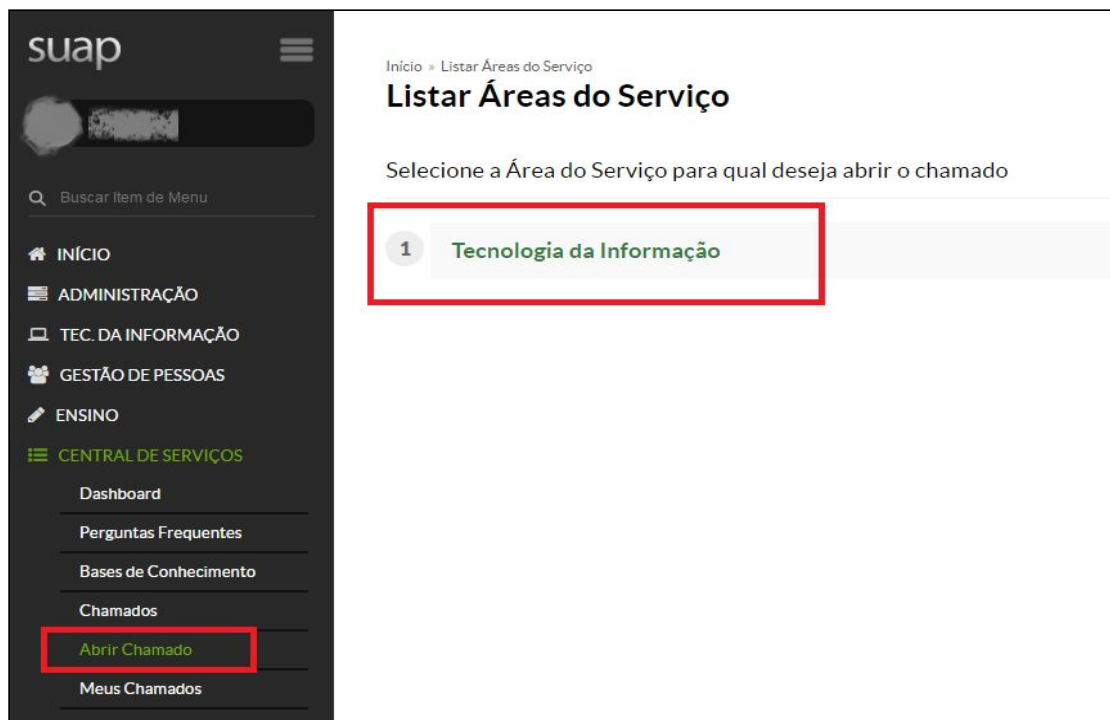 suap
Buscar Item de Menu
INÍCIO
ADMINISTRAÇÃO
TEC. DA INFORMAÇÃO
GESTÃO DE PESSOAS
ENSINO
CENTRAL DE SERVIÇOS
Dashboard
Perguntas Frequentes
Bases de Conhecimento
Chamados
Abrir Chamado
Meus Chamados
Início » Listar Áreas do Serviço
Listar Áreas do Serviço
Selecione a Área do Serviço para qual deseja abrir o chamado
1 Tecnologia da Informação